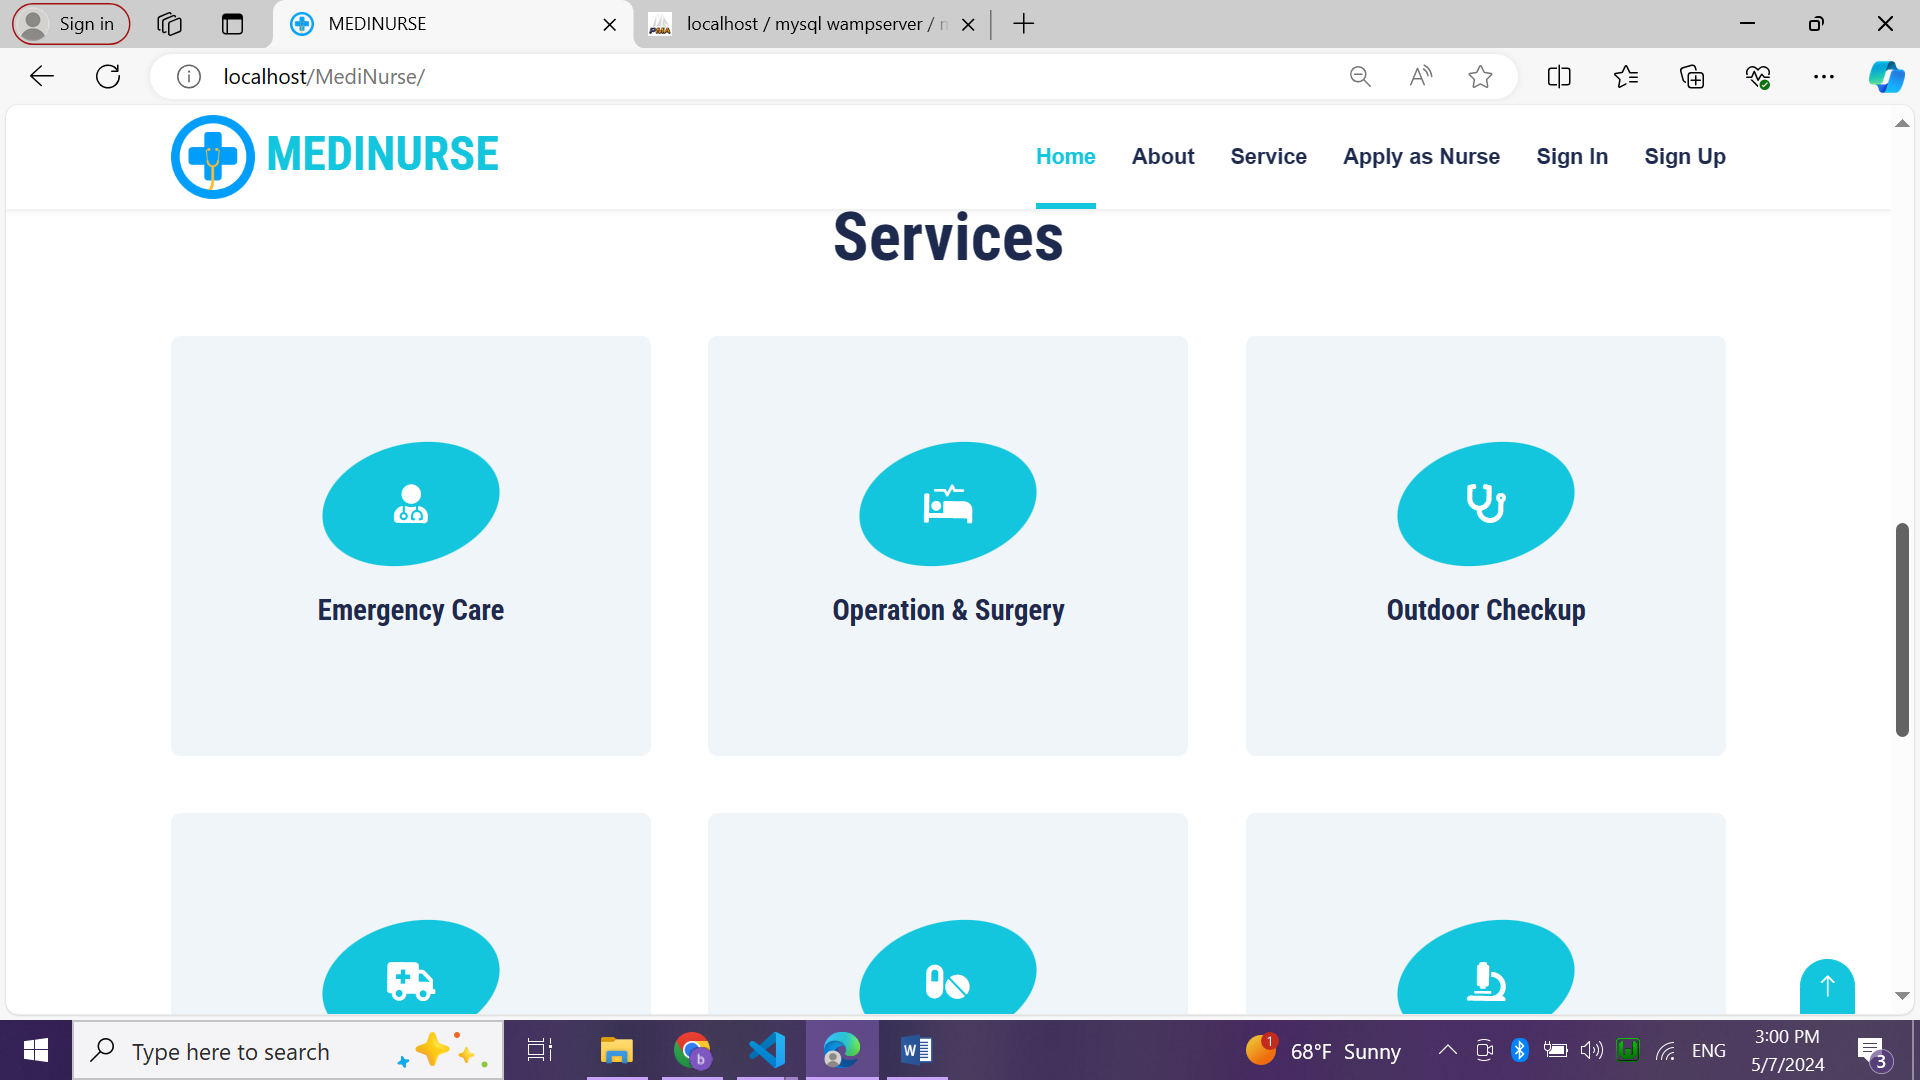 Sign in
MEDINURSE
localhost / mysql wampserver /
localhost/MediNurse/
MEDINURSE
Home
About
Service
Apply as Nurse
Sign In
Sign Up
Services
Emergency Care
Operation & Surgery
Outdoor Checkup
Type here to search
1
68°F Sunny
ENG
3:00 PM
5/7/2024
3